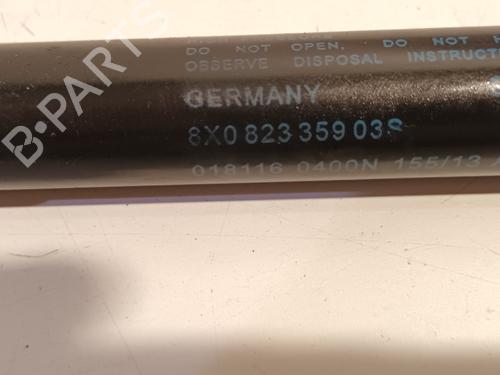 DO NOT OPEN, DO NOT H
OBSERVE DISPOSAL INSTRUCT
GERMANY
8X0 823 359 03S
018116 0400N 155/13
B-PARTS